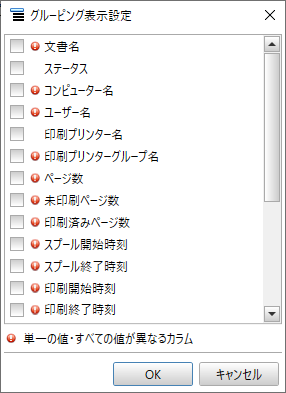 グルーピング表示設定
文書名
ステータス
コンピューター名
ユーザー名
印刷プリンター名
印刷プリンターグループ名
ページ数
未印刷ページ数
印刷済みページ数
スプール開始時刻
スプール終了時刻
印刷開始時刻
印刷終了時刻
単一の値・すべての値が異なるカラム
OK
キャンセル